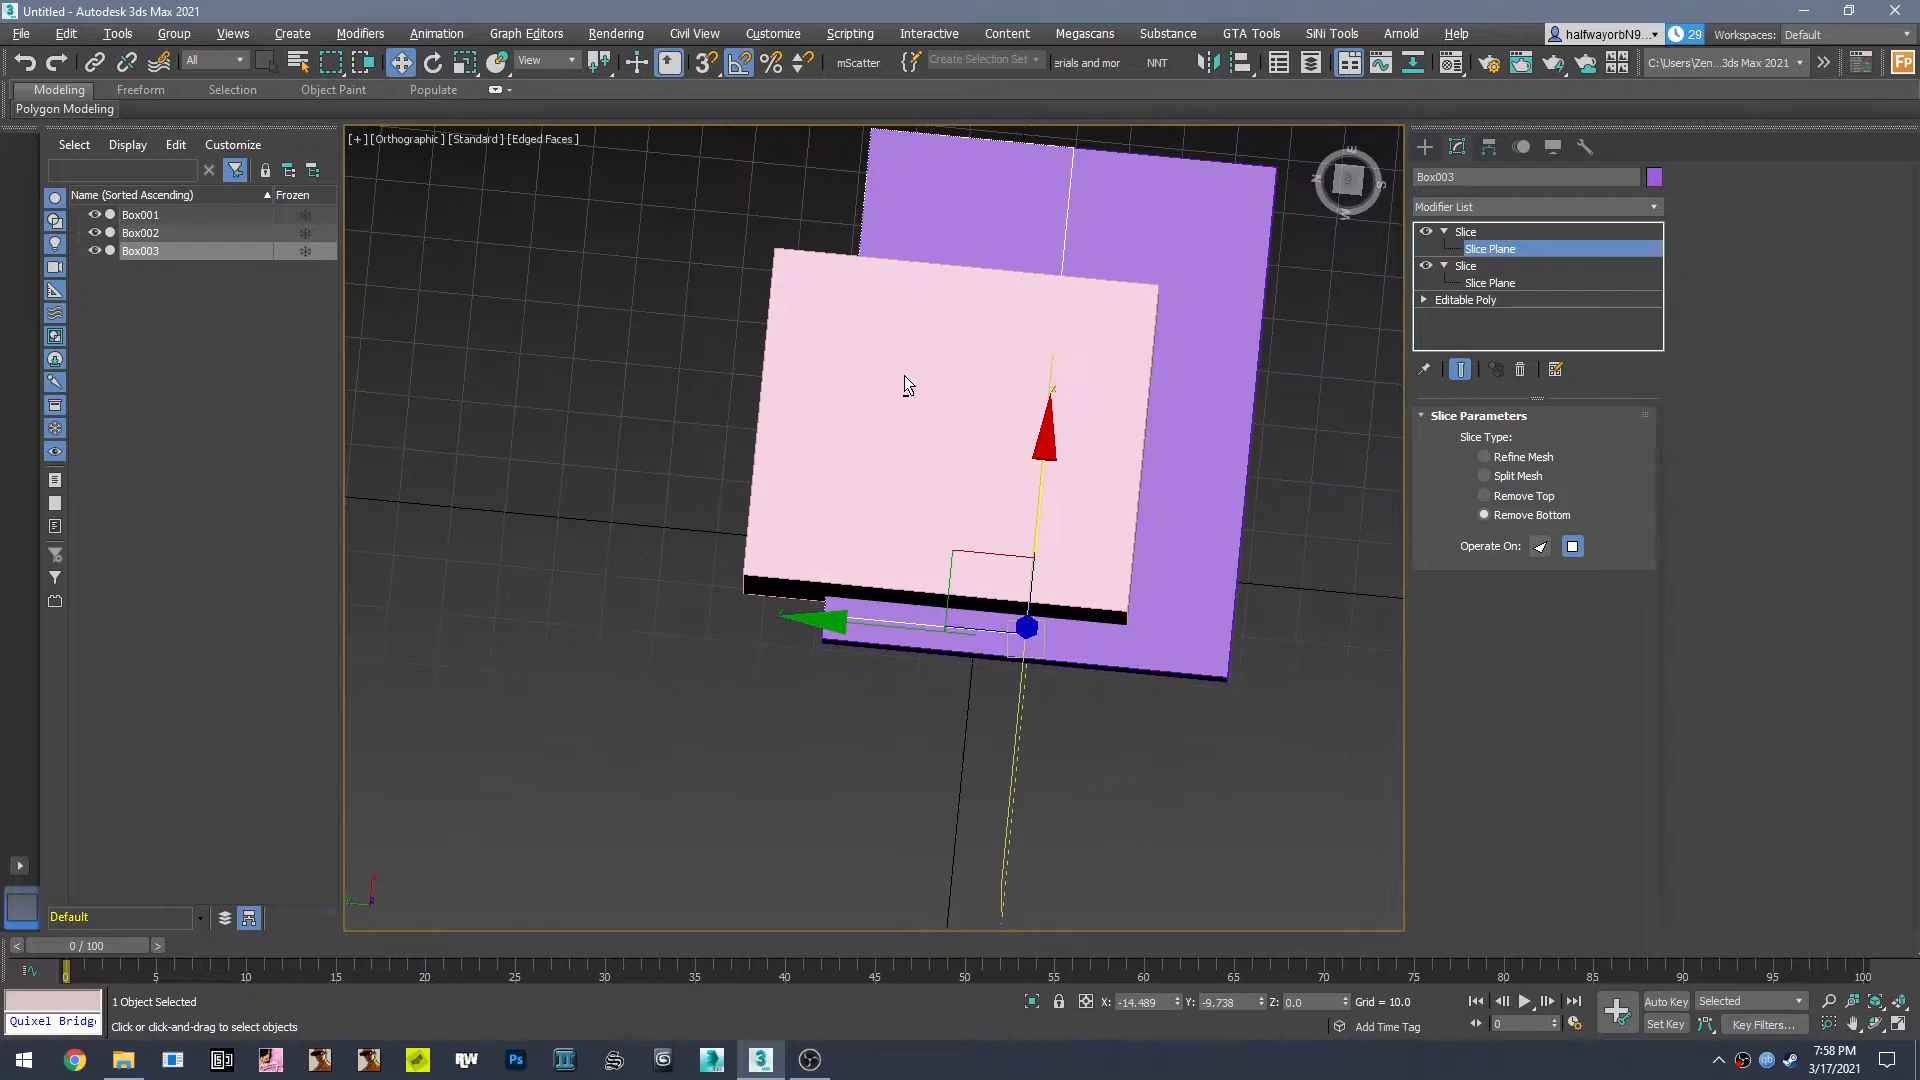 Untitled - Autodesk 3ds Max 2021
File Edit Tools Group Views Create Modifiers Animation Graph Editors Rendering Civil View Customize Scripting Interactive Content Megascans Substance GTA Tools SiNi Tools Arnold Help halfwayorbN9... 29 Workspaces: Default
All View Create Selection Set mScatter erials and mor NNT C:\Users\Zen...3ds Max 2021
Modeling Freeform Selection Object Paint Populate
Polygon Modeling
Select Display Edit Customize
Name (Sorted Ascending) Frozen
Box001
Box002
Box003
[+] [Orthographic] [Standard] [Edged Faces]
Box003
Modifier List
Slice
Slice Plane
Slice
Slice Plane
Editable Poly
Slice Parameters
Slice Type:
Refine Mesh
Split Mesh
Remove Top
Remove Bottom
Operate On:
Default
0 / 100
0 5 10 15 20 25 30 35 40 45 50 55 60 65 70 75 80 85 90 95 100
1 Object Selected
X: -14.489 Y: -9.738 Z: 0.0 Grid = 10.0
Auto Key Selected
Quixel Bridge
Click or click-and-drag to select objects
Add Time Tag
0
Set Key Key Filters...
7:58 PM
3/17/2021